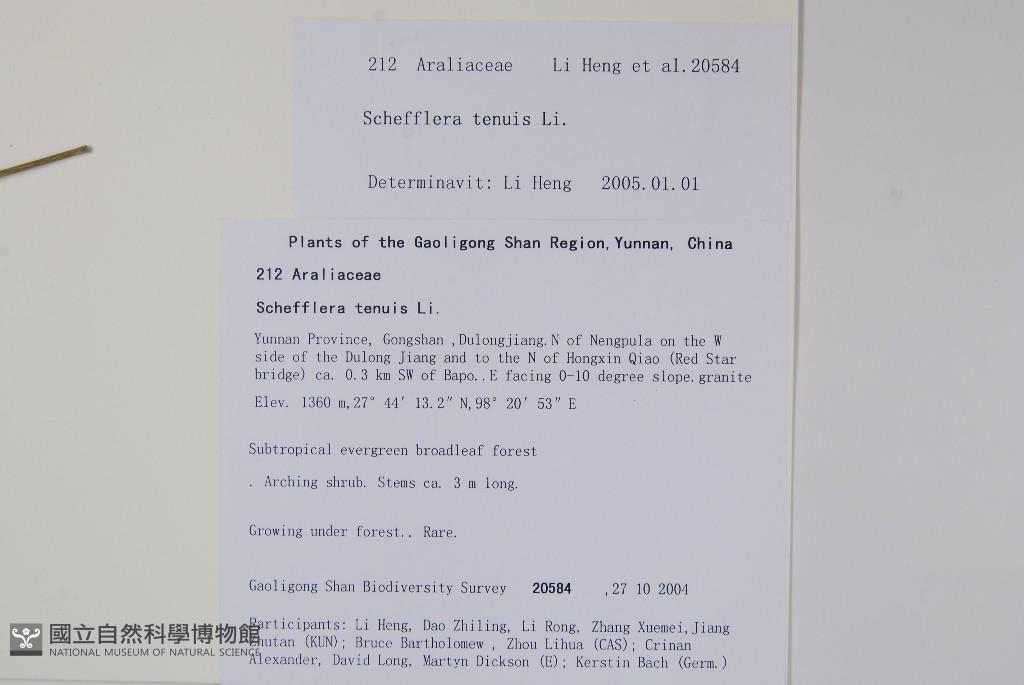 212 Araliaceae Li Heng et al.20584
Schefflera tenuis Li.
Determinavit: Li Heng 2005.01.01
Plants of the Gaoligong Shan Region,Yunnan, China
212 Araliaceae
Schefflera tenuis Li.
Yunnan Province, Gongshan ,Dulongjiang.N of Nengpula on the W
side of the Dulong Jiang and to the N of Hongxin Qiao (Red Star
bridge) ca. 0.3 km SW of Bapo..E facing 0-10 degree slope.granite
Elev. 1360 m,27° 44′ 13.2″ N,98° 20′ 53″ E
Subtropical evergreen broadleaf forest
. Arching shrub. Stems ca. 3 m long.
Growing under forest.. Rare.
Gaoligong Shan Biodiversity Survey 20584 ,27 10 2004
Participants: Li Heng, Dao Zhiling, Li Rong, Zhang Xuemei,Jiang
(KUN); Bruce Bartholomew , Zhou Lihua (CAS); Crinan
Alexander, David Long, Martyn Dickson (E); Kerstin Bach (Germ.)
國立自然科學博物館
NATIONAL MUSEUM OF NATURAL SCIENCE